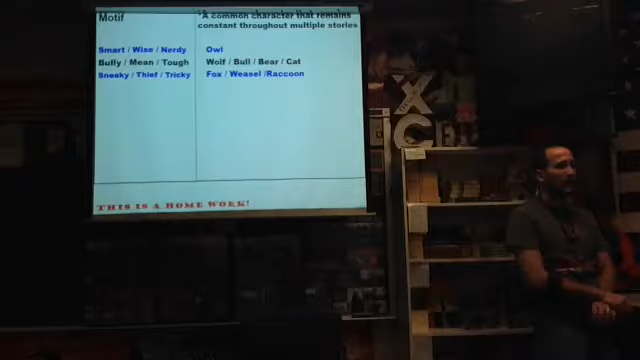 Motif
"A common character that remains
constant throughout multiple stories
Smart / Wise / Nerdy
Owl
Bully / Mean / Tough
Wolf / Bull / Bear / Cat
Sneaky / Thief / Tricky
Fox / Weasel /Raccoon
THIS IS A HOME WORK!
X
C